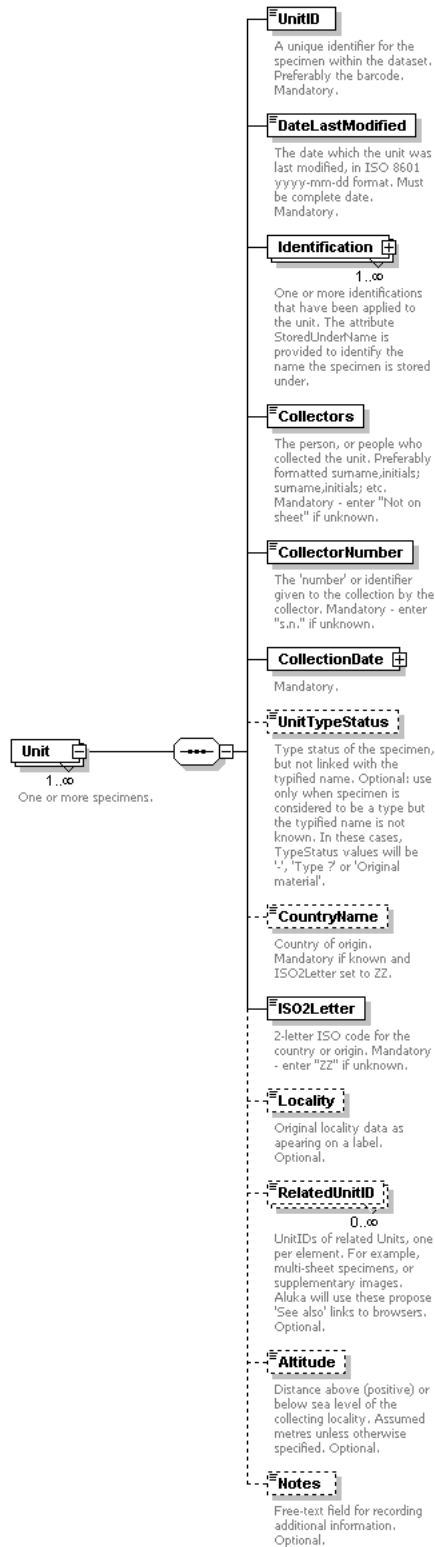 UnitID
A unique identifier for the
specimen within the dataset.
Preferably the barcode.
Mandatory.
DateLastModified
The date which the unit was
last modified, in ISO 8601
yyyy-mm-dd format. Must
be complete date.
Mandatory.
Identification
1..∞
One or more identifications
that have been applied to
the unit. The attribute
StoredUnderName is
provided to identify the
name the specimen is stored
under.
Collectors
The person, or people who
collected the unit. Preferably
formatted surname,initials;
surname,initials; etc.
Mandatory - enter "Not on
sheet" if unknown.
CollectorNumber
The 'number' or identifier
given to the collection by the
collector. Mandatory - enter
"s.n." if unknown.
CollectionDate
Mandatory.
UnitTypeStatus
Type status of the specimen,
but not linked with the
typified name. Optional: use
only when specimen is
considered to be a type but
the typified name is not
known. In these cases,
TypeStatus values will be
'-', 'Type ?' or 'Original
material'.
Unit
1..∞
One or more specimens.
CountryName
Country of origin.
Mandatory if known and
ISO2Letter set to ZZ.
ISO2Letter
2-letter ISO code for the
country or origin. Mandatory
- enter "ZZ" if unknown.
Locality
Original locality data as
apearing on a label.
Optional.
RelatedUnitID
0..∞
UnitIDs of related Units, one
per element. For example,
multi-sheet specimens, or
supplementary images.
Aluka will use these propose
'See also' links to browsers.
Optional.
Altitude
Distance above (positive) or
below sea level of the
collecting locality. Assumed
metres unless otherwise
specified. Optional.
Notes
Free-text field for recording
additional information.
Optional.